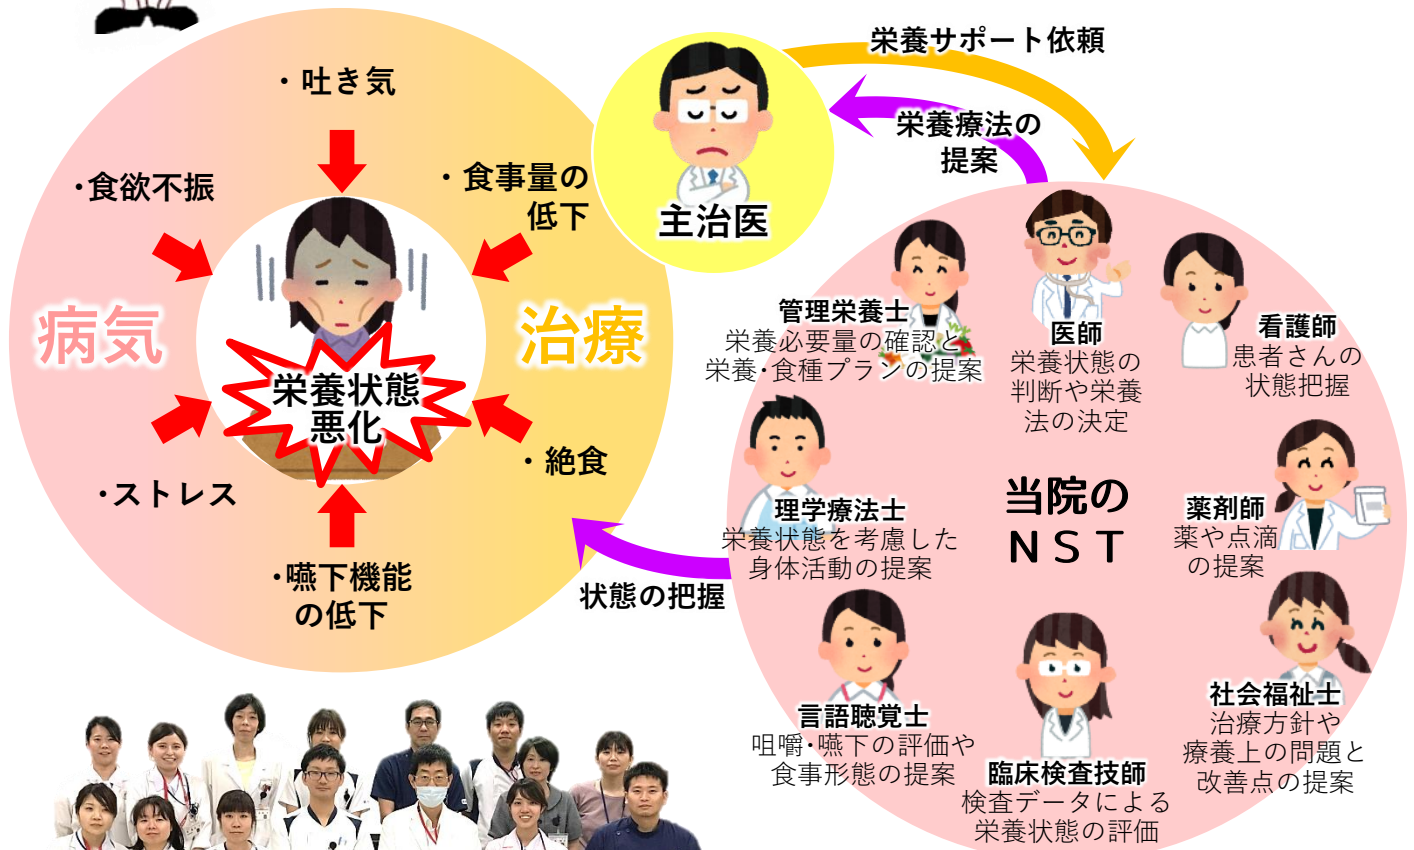 ・吐き気
・食欲不振
・食事量の
低下
病気
治療
栄養状態
悪化
・ストレス
・絶食
・嚥下機能
の低下
主治医
栄養サポート依頼
栄養療法の
提案
状態の把握
当院の
ＮＳＴ
医師
栄養状態の
判断や栄養
法の決定
看護師
患者さんの
状態把握
薬剤師
薬や点滴
の提案
社会福祉士
治療方針や
療養上の問題と
改善点の提案
臨床検査技師
検査データによる
栄養状態の評価
言語聴覚士
咀嚼・嚥下の評価や
食事形態の提案
理学療法士
栄養状態を考慮した
身体活動の提案
管理栄養士
栄養必要量の確認と
栄養・食種プランの提案